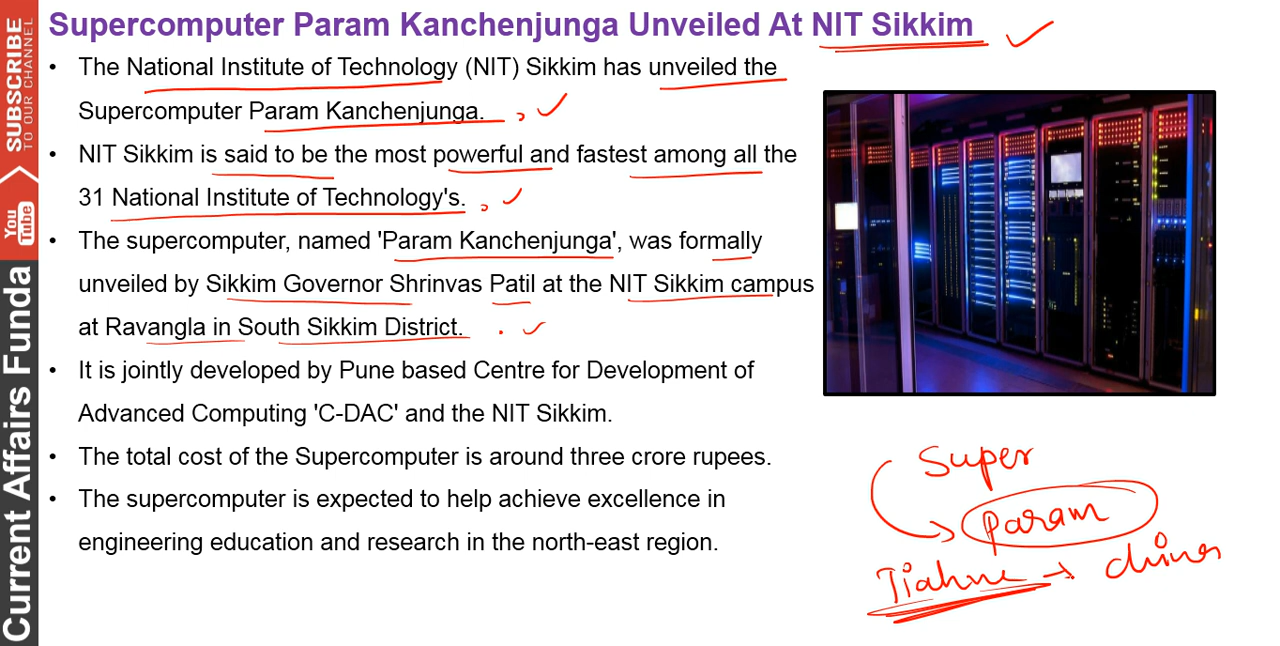 Supercomputer Param Kanchenjunga Unveiled At NIT Sikkim
• The National Institute of Technology (NIT) Sikkim has unveiled the
Supercomputer Param Kanchenjunga.
• NIT Sikkim is said to be the most powerful and fastest among all the
31 National Institute of Technology's.
• The supercomputer, named 'Param Kanchenjunga', was formally
unveiled by Sikkim Governor Shrinvas Patil at the NIT Sikkim campus
at Ravangla in South Sikkim District.
• It is jointly developed by Pune based Centre for Development of
Advanced Computing 'C-DAC' and the NIT Sikkim.
• The total cost of the Supercomputer is around three crore rupees.
• The supercomputer is expected to help achieve excellence in
engineering education and research in the north-east region.
Super
Param
→ china
SUBSCRIBE
TO OUR CHANNEL
You Tube
Current Affairs Funda